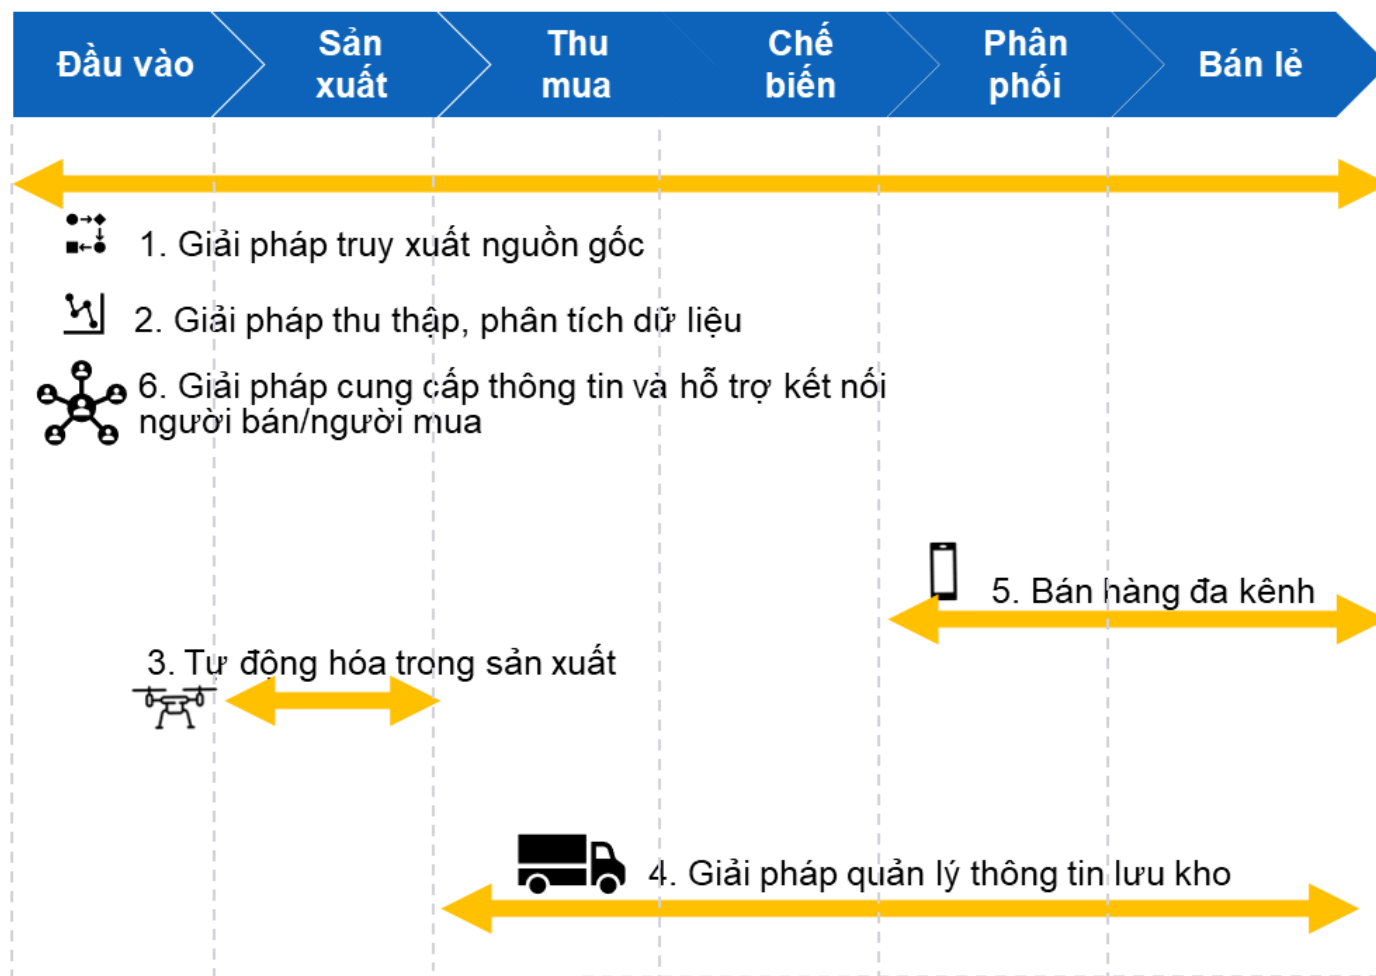 Đầu vào
Sản
xuất
Thu
mua
Chế
biến
Phân
phối
Bán lẻ
1. Giải pháp truy xuất nguồn gốc
2. Giải pháp thu thập, phân tích dữ liệu
6. Giải pháp cung cấp thông tin và hỗ trợ kết nối
người bán/người mua
5. Bán hàng đa kênh
3. Tự động hóa trong sản xuất
4. Giải pháp quản lý thông tin lưu kho